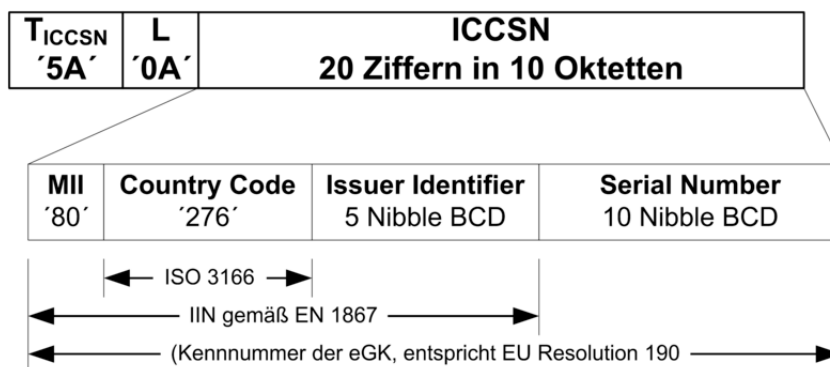 TICCSN L ICCSN
´5A´ ´0A´ 20 Ziffern in 10 Oktetten
MII Country Code Issuer Identifier Serial Number
´80´ ´276´ 5 Nibble BCD 10 Nibble BCD
ISO 3166
IIN gemäß EN 1867
(Kennnummer der eGK, entspricht EU Resolution 190